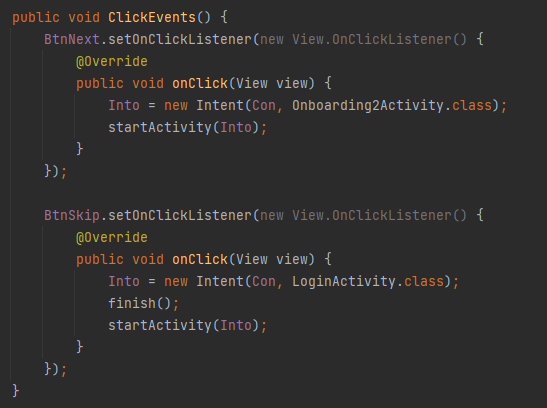 public void ClickEvents() {
    BtnNext.setOnClickListener(new View.OnClickListener() {
        @Override
        public void onClick(View view) {
            Into = new Intent(Con, Onboarding2Activity.class);
            startActivity(Into);
        }
    });

    BtnSkip.setOnClickListener(new View.OnClickListener() {
        @Override
        public void onClick(View view) {
            Into = new Intent(Con, LoginActivity.class);
            finish();
            startActivity(Into);
        }
    });
}